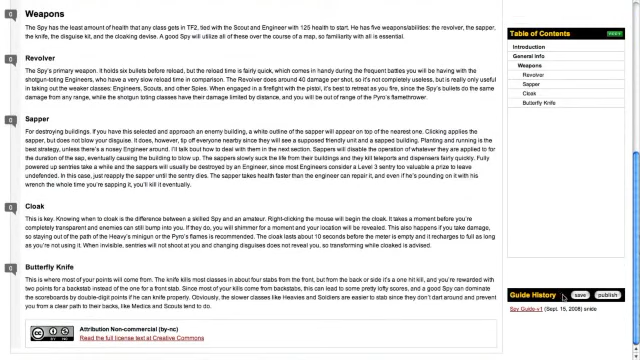 0
Weapons
The Spy has the least amount of health that any class gets in TF2, tied with the Scout and Engineer with 125 health to start. He has five weapons/abilities: the revolver, the sapper,
the knife, the disguise kit, and the cloaking device. A good Spy will utilize all of these over the course of a map, so familiarity with all is essential.
0
Revolver
The Spy's primary weapon. It holds six bullets before reload, but the reload time is fairly quick, which comes in handy during the frequent battles you will be having with the
shotgun-toting Engineers, who have a very slow reload time in comparison. The Revolver does around 40 damage per shot, so it's not completely useless, but is really only useful
in taking out the weaker classes: Engineers, Scouts, and other Spies. When engaged in a firefight with the pistol, it's best to retreat as you fire, since the Spy's bullets do the same
damage from any range, while the shotgun toting classes have their damage limited by distance, and you will be out of range of the Pyro's flamethrower.
0
Sapper
For destroying buildings. If you have this selected and approach an enemy building, a white outline of the sapper will appear on top of the nearest one. Clicking applies the
sapper, but does not blow your disguise. It does, however, tip off everyone nearby since they will see a supposed friendly unit and a sapped building. Planting and running is the
best strategy, unless there's a nosey Engineer around. I'll talk about how to deal with them in the next section. Sappers will disable the operation of whatever they are applied to for
the duration of the sap, eventually causing the building to blow up. The sappers slowly suck the life from their buildings and they kill teleports and dispensers fairly quickly. Fully
powered up sentries take a while and the sappers will usually be destroyed by an Engineer, since most Engineers consider a Level 3 sentry too valuable a prize to leave
undefended. In this case, just reapply the sapper until the sentry dies. The sapper takes health faster than the engineer can repair it, and even if he's pounding on it with his
wrench the whole time you're sapping it, you'll kill it eventually.
0
Cloak
This is key. Knowing when to cloak is the difference between a skilled Spy and an amateur. Right-clicking the mouse will begin the cloak. It takes a moment before you're
completely transparent and enemies can still bump into you. If they do, you will shimmer for a moment and your location will be revealed. This also happens if you take damage,
so staying out of the path of the Heavy's minigun or the Pyro's flames is recommended. The cloak lasts about 10 seconds before the meter is empty and it recharges to full as long
as you're not using it. When invisible, sentries will not shoot at you and changing disguises does not reveal you, so transforming while cloaked is advised.
0
Butterfly Knife
This is where most of your points will come from. The knife kills most classes in about four stabs from the front, but from the back or side it's a one hit kill, and you're rewarded with
two points for a backstab instead of the one for a front stab. Since most of your kills come from backstabs, this can lead to some pretty lofty scores, and a good Spy can dominate
the scoreboards by double-digit points if he can knife properly. Obviously, the slower classes like Heavies and Soldiers are easier to stab since they don't dart around and prevent
you from a clear path to their backs, like Medics and Scouts tend to do.
Attribution Non-commercial (by-nc)
Read the full license text at Creative Commons
Table of Contents
Introduction
General Info
Weapons
Revolver
Sapper
Cloak
Butterfly Knife
Guide History
save
publish
Spy Guide-v1 (Sept. 15, 2008) snide